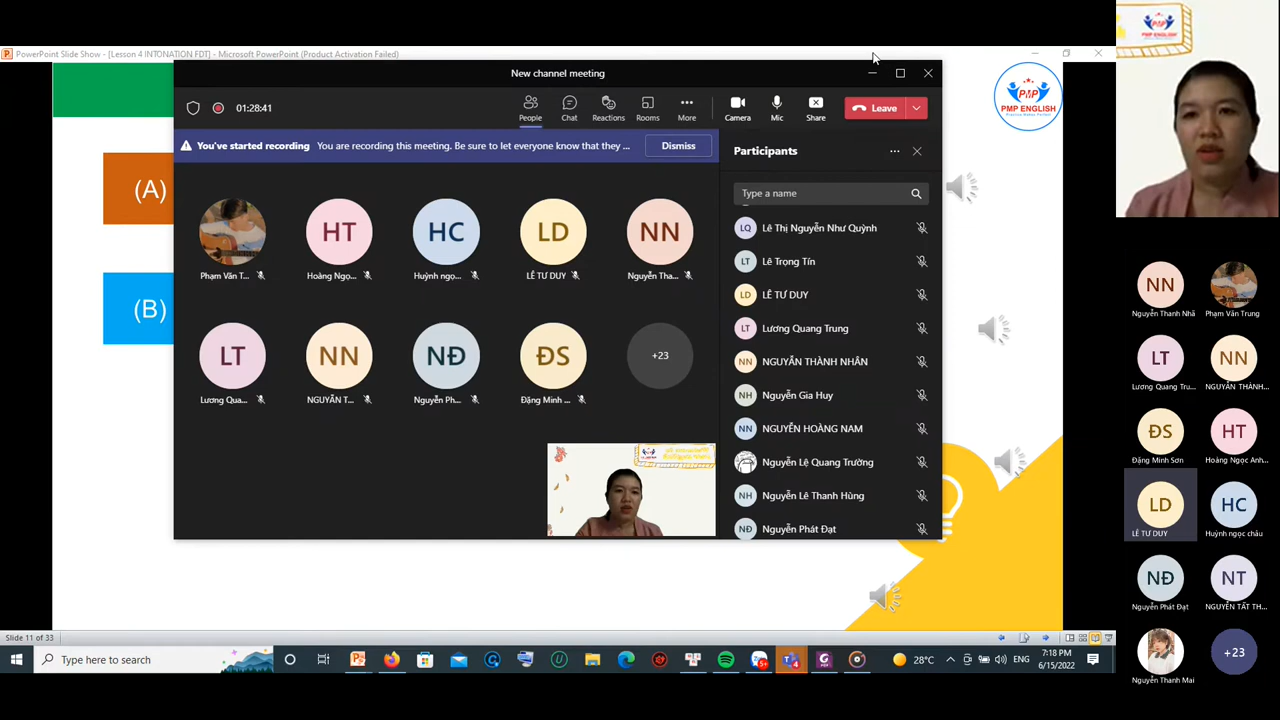 PowerPoint Slide Show - [Lesson 4 INTONATION FDT] - Microsoft PowerPoint (Product Activation Failed)
New channel meeting
01:28:41
People
Chat
Reactions
Rooms
More
Camera
Mic
Share
Leave
You've started recording You are recording this meeting. Be sure to let everyone know that they ...
Dismiss
Participants
Type a name
(A)
(B)
PMP
PMP ENGLISH
HT
HC
LD
NN
Phạm Văn T...
Hoàng Ngọ...
Huỳnh ngọ...
LÊ TƯ DUY
Nguyễn Tha...
LT
NN
NĐ
ĐS
+23
Lương Qua...
NGUYỄN T...
Nguyễn Ph...
Đặng Minh ...
LQ Lê Thị Nguyễn Như Quỳnh
LT Lê Trọng Tín
LD LÊ TƯ DUY
LT Lương Quang Trung
NN NGUYỄN THÀNH NHÂN
NH Nguyễn Gia Huy
NN NGUYỄN HOÀNG NAM
Nguyễn Lệ Quang Trường
NH Nguyễn Lê Thanh Hùng
NĐ Nguyễn Phát Đạt
PMP ENGLISH
NN
Nguyễn Thanh Nhã
Phạm Văn Trung
LT
NN
Lương Quang Tru...
NGUYỄN THÀNH...
ĐS
HT
Đặng Minh Sơn
Hoàng Ngọc Anh...
LD
HC
LÊ TƯ DUY
Huỳnh ngọc châu
NĐ
NT
Nguyễn Phát Đạt
NGUYỄN TẤT TH...
+23
Nguyễn Thanh Mai
Slide 11 of 33
Type here to search
28°C
ENG
7:18 PM
6/15/2022